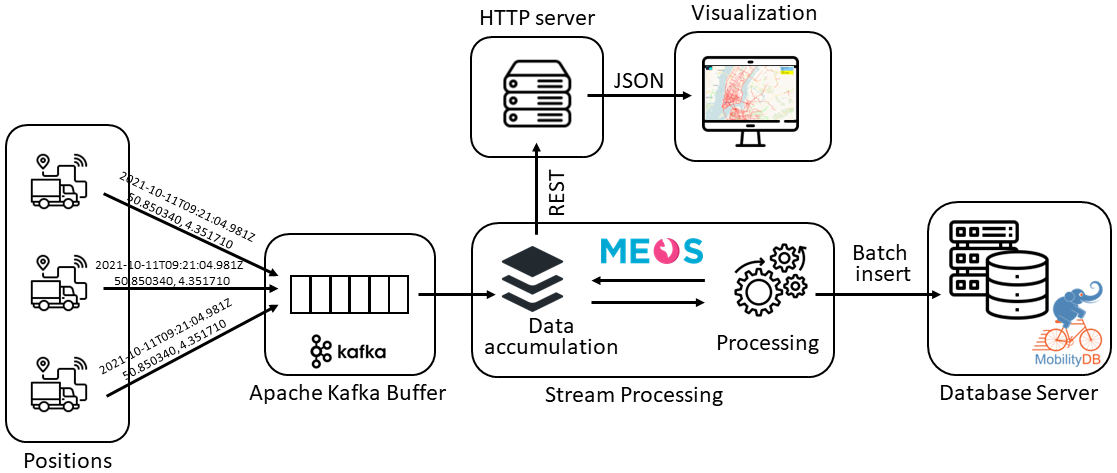 HTTP server
Visualization
JSON
REST
2021-10-11T09:21:04.981Z
50.850340, 4.351710
2021-10-11T09:21:04.981Z
50.850340, 4.351710
2021-10-11T09:21:04.981Z
50.850340, 4.351710
Positions
kafka
Apache Kafka Buffer
MEOS
Data
accumulation
Processing
Stream Processing
Batch
insert
MobilityDB
Database Server